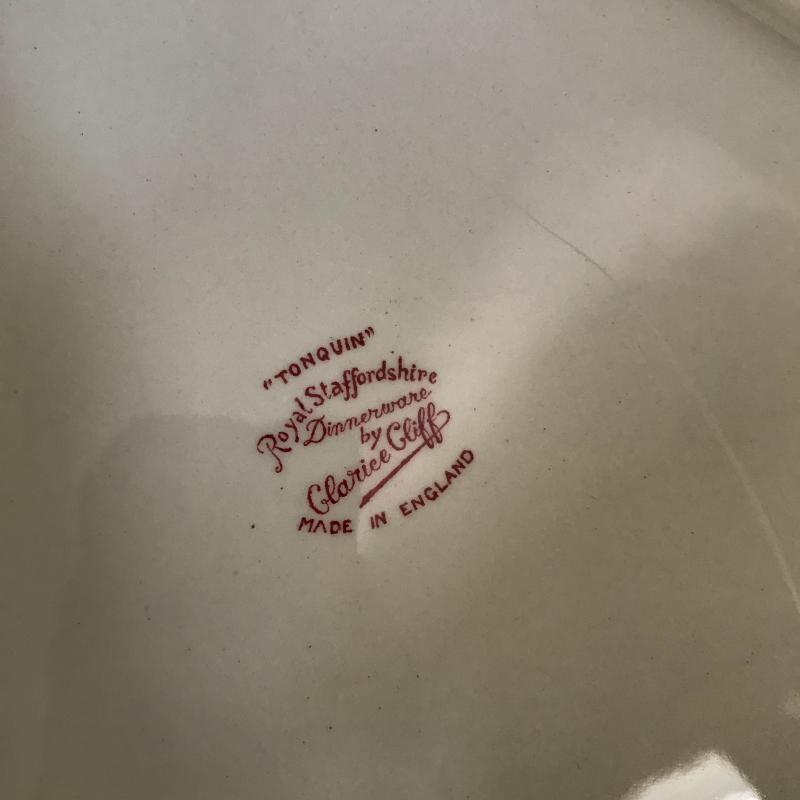 "TONQUIN"
Royal Staffordshire
Dinnerware
by
Clarice Cliff
MADE IN ENGLAND